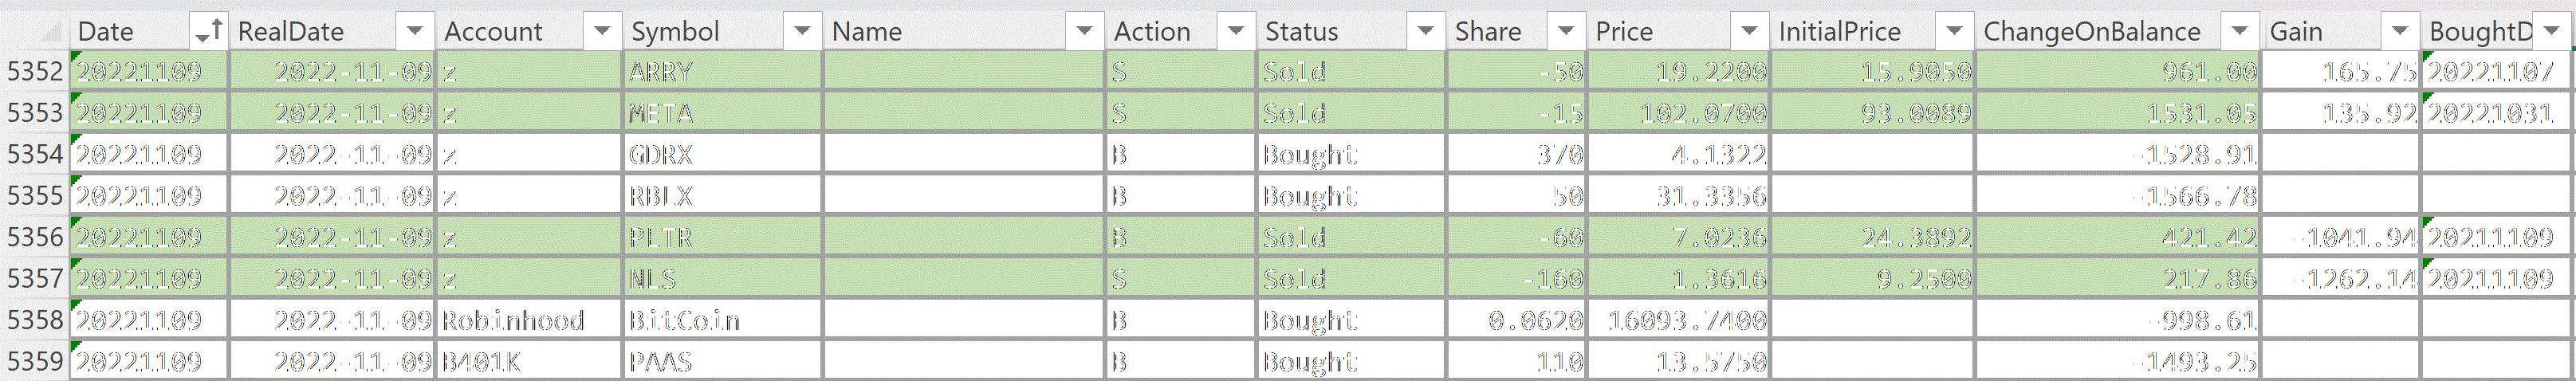 Date RealDate Account Symbol Name Action Status Share Price InitialPrice ChangeOnBalance Gain BoughtD
5352 20221109 2022-11-09 z ARRY S Sold -50 19.2200 15.9050 961.00 165.75 20221107
5353 20221109 2022-11-09 z META S Sold -15 102.0700 93.0089 1531.05 135.92 20221031
5354 20221109 2022-11-09 z GDRX B Bought 370 4.1322 -1528.91
5355 20221109 2022-11-09 z RBLX B Bought 50 31.3356 -1566.78
5356 20221109 2022-11-09 z PLTR B Sold -60 7.0236 24.3892 421.42 -1041.94 20211109
5357 20221109 2022-11-09 z NLS S Sold -160 1.3616 9.2500 217.86 -1262.14 20211109
5358 20221109 2022-11-09 Robinhood BitCoin B Bought 0.0620 16093.7400 -998.61
5359 20221109 2022-11-09 B401K PAAS B Bought 110 13.5750 -1493.25